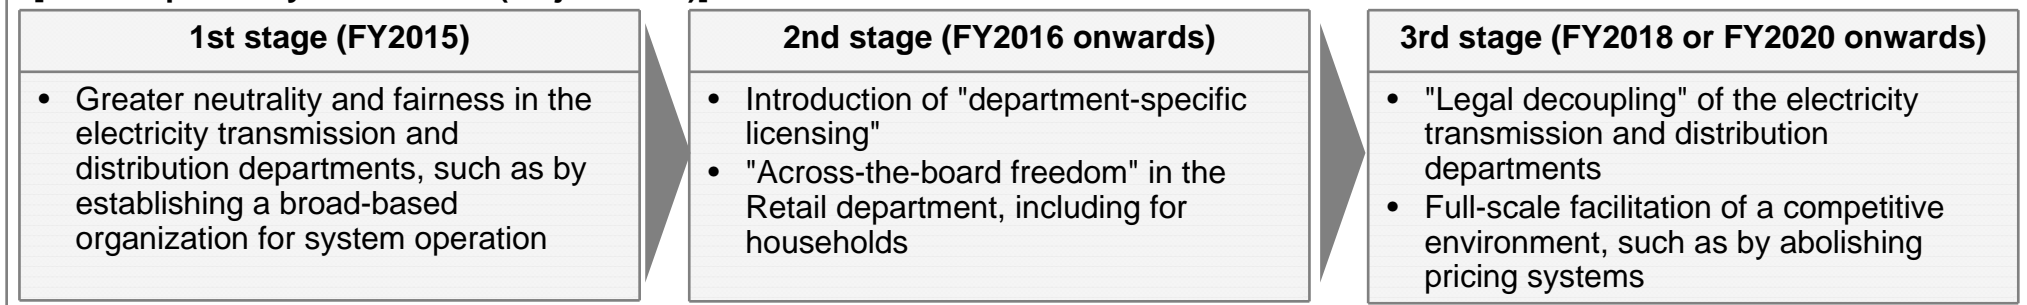 1st stage (FY2015)
• Greater neutrality and fairness in the
electricity transmission and
distribution departments, such as by
establishing a broad-based
organization for system operation
2nd stage (FY2016 onwards)
• Introduction of "department-specific
licensing"
• "Across-the-board freedom" in the
Retail department, including for
households
3rd stage (FY2018 or FY2020 onwards)
• "Legal decoupling" of the electricity
transmission and distribution
departments
• Full-scale facilitation of a competitive
environment, such as by abolishing
pricing systems